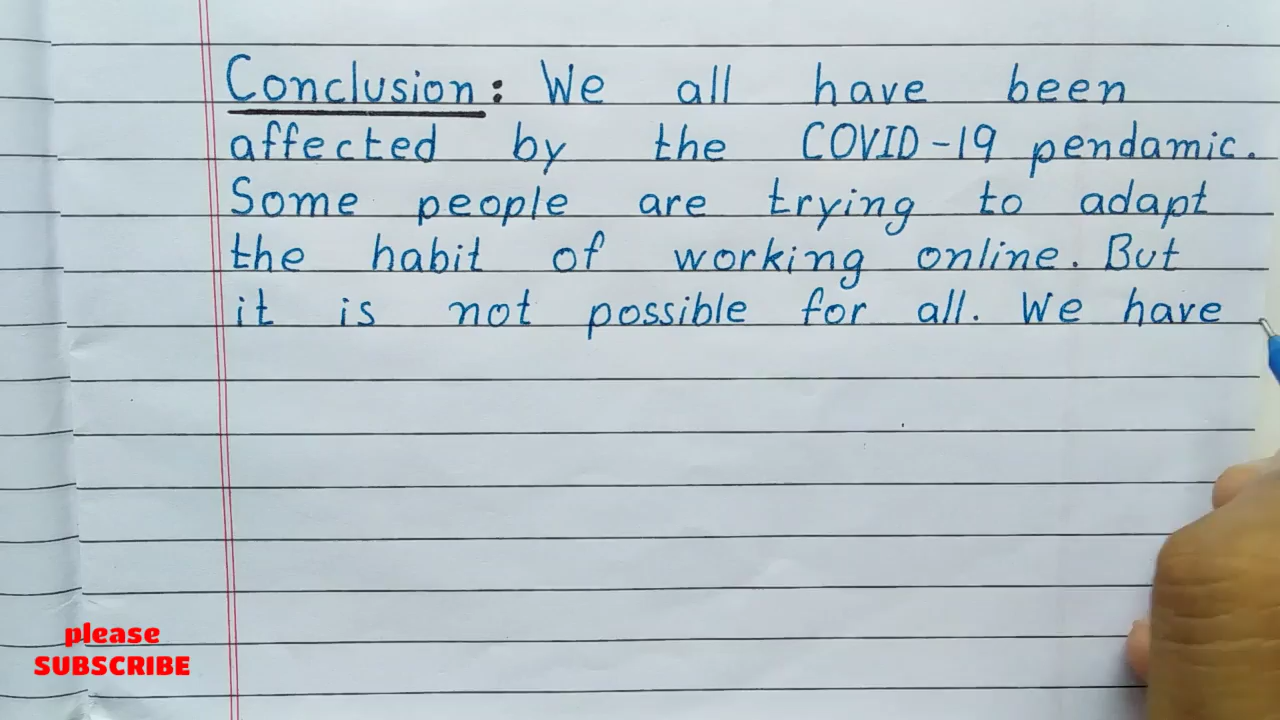 Conclusion: We all have been
affected by the COVID-19 pendamic.
Some people are trying to adapt
the habit of working online. But
it is not possible for all. We have
please
SUBSCRIBE